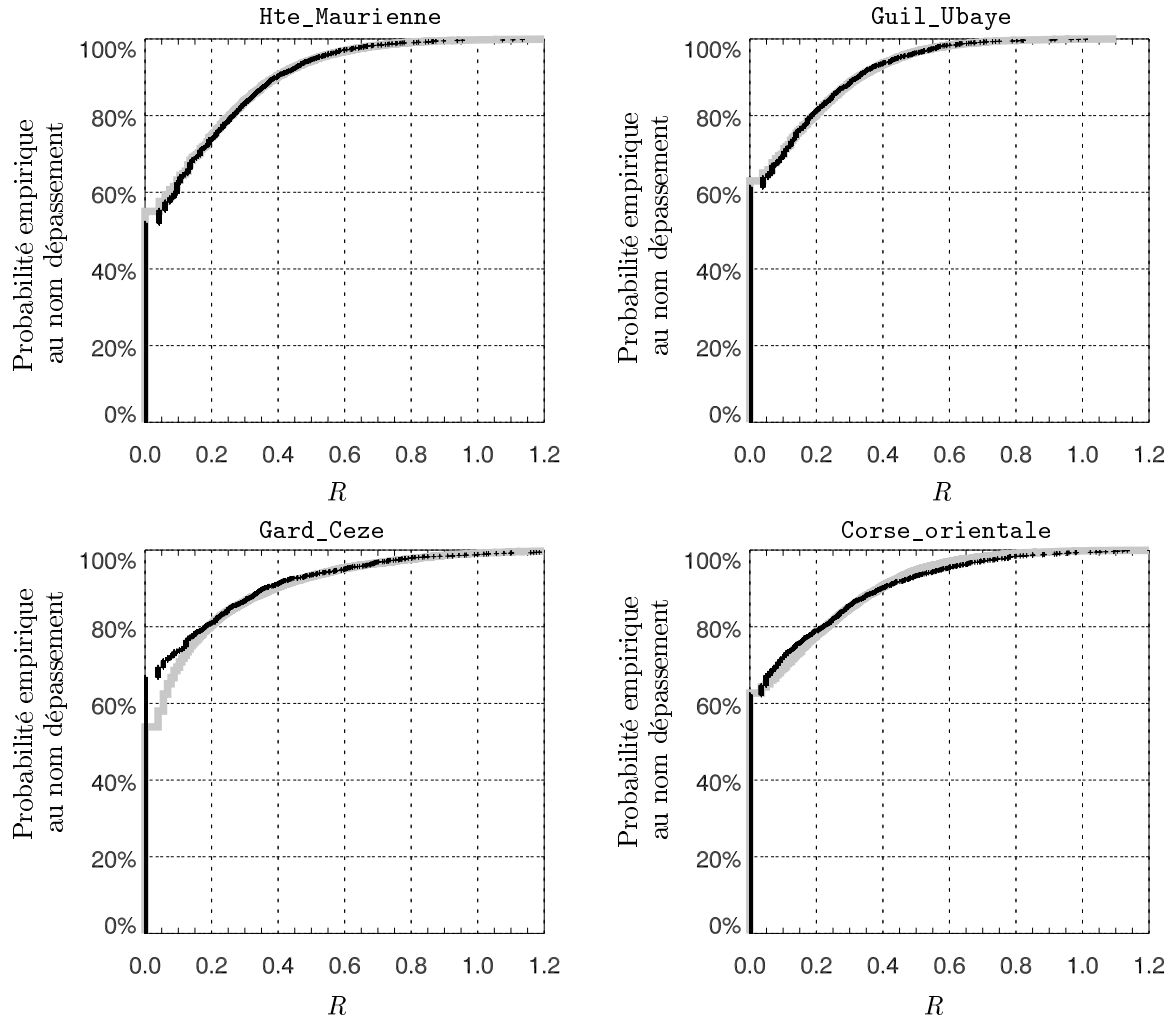 Hte_Maurienne
Probabilité empirique
au nom dépassement
100%
80%
60%
40%
20%
0%
0.0 0.2 0.4 0.6 0.8 1.0 1.2
R
Guil_Ubaye
Probabilité empirique
au nom dépassement
100%
80%
60%
40%
20%
0%
0.0 0.2 0.4 0.6 0.8 1.0 1.2
R
Gard_Ceze
Probabilité empirique
au nom dépassement
100%
80%
60%
40%
20%
0%
0.0 0.2 0.4 0.6 0.8 1.0 1.2
R
Corse_orientale
Probabilité empirique
au nom dépassement
100%
80%
60%
40%
20%
0%
0.0 0.2 0.4 0.6 0.8 1.0 1.2
R